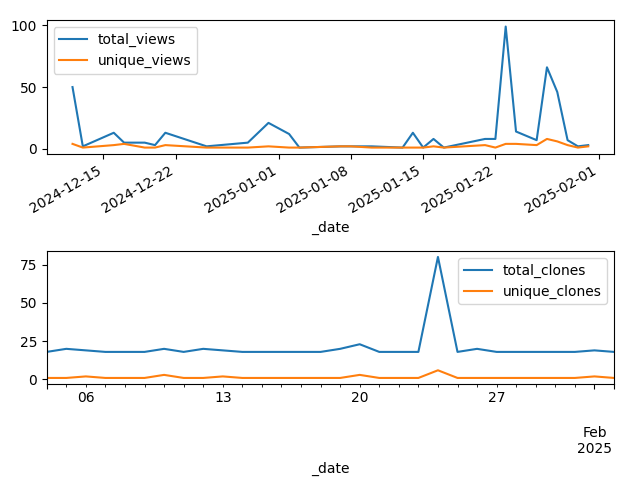 100
50
0
total_views
unique_views
2024-12-15
2024-12-22
2025-01-01
2025-01-08
2025-01-15
2025-01-22
2025-02-01
_date
75
50
25
0
total_clones
unique_clones
06
13
20
27
Feb
2025
_date